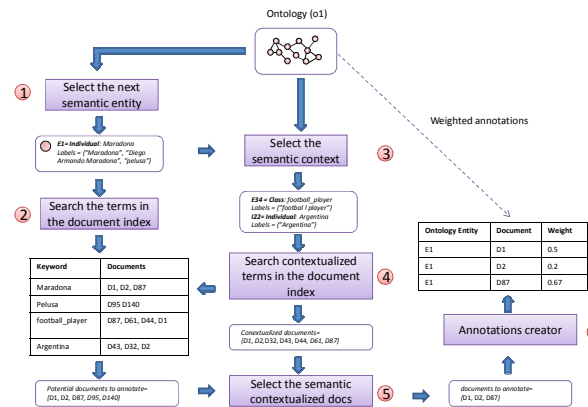 Ontology (o1)
1
Select the next
semantic entity
E1= Individual: Maradona
Labels = {"Maradona", "Diego
Armando Maradona", "pelusa"}
Select the
semantic context
3
Weighted annotations
2
Search the terms in
the document index
E34 = Class: football_player
Labels = {"footbal l player"}
I22= Individual: Argentina
Labels = {"Argentina"}
Search contextualized
terms in the document
index
4
Ontology Entity Document Weight
E1 D1 0.5
E1 D2 0.2
E1 D87 0.67
Keyword Documents
Maradona D1, D2, D87
Pelusa D95 D140
football_player D87, D61, D44, D1
Argentina D43, D32, D2
Contextualized documents=
{D1, D2,D32, D43, D44, D61, D87}
Annotations creator
Potential documents to annotate=
{D1, D2, D87, D95, D140}
Select the semantic
contextualized docs
5
documents to annotate=
{D1, D2, D87}